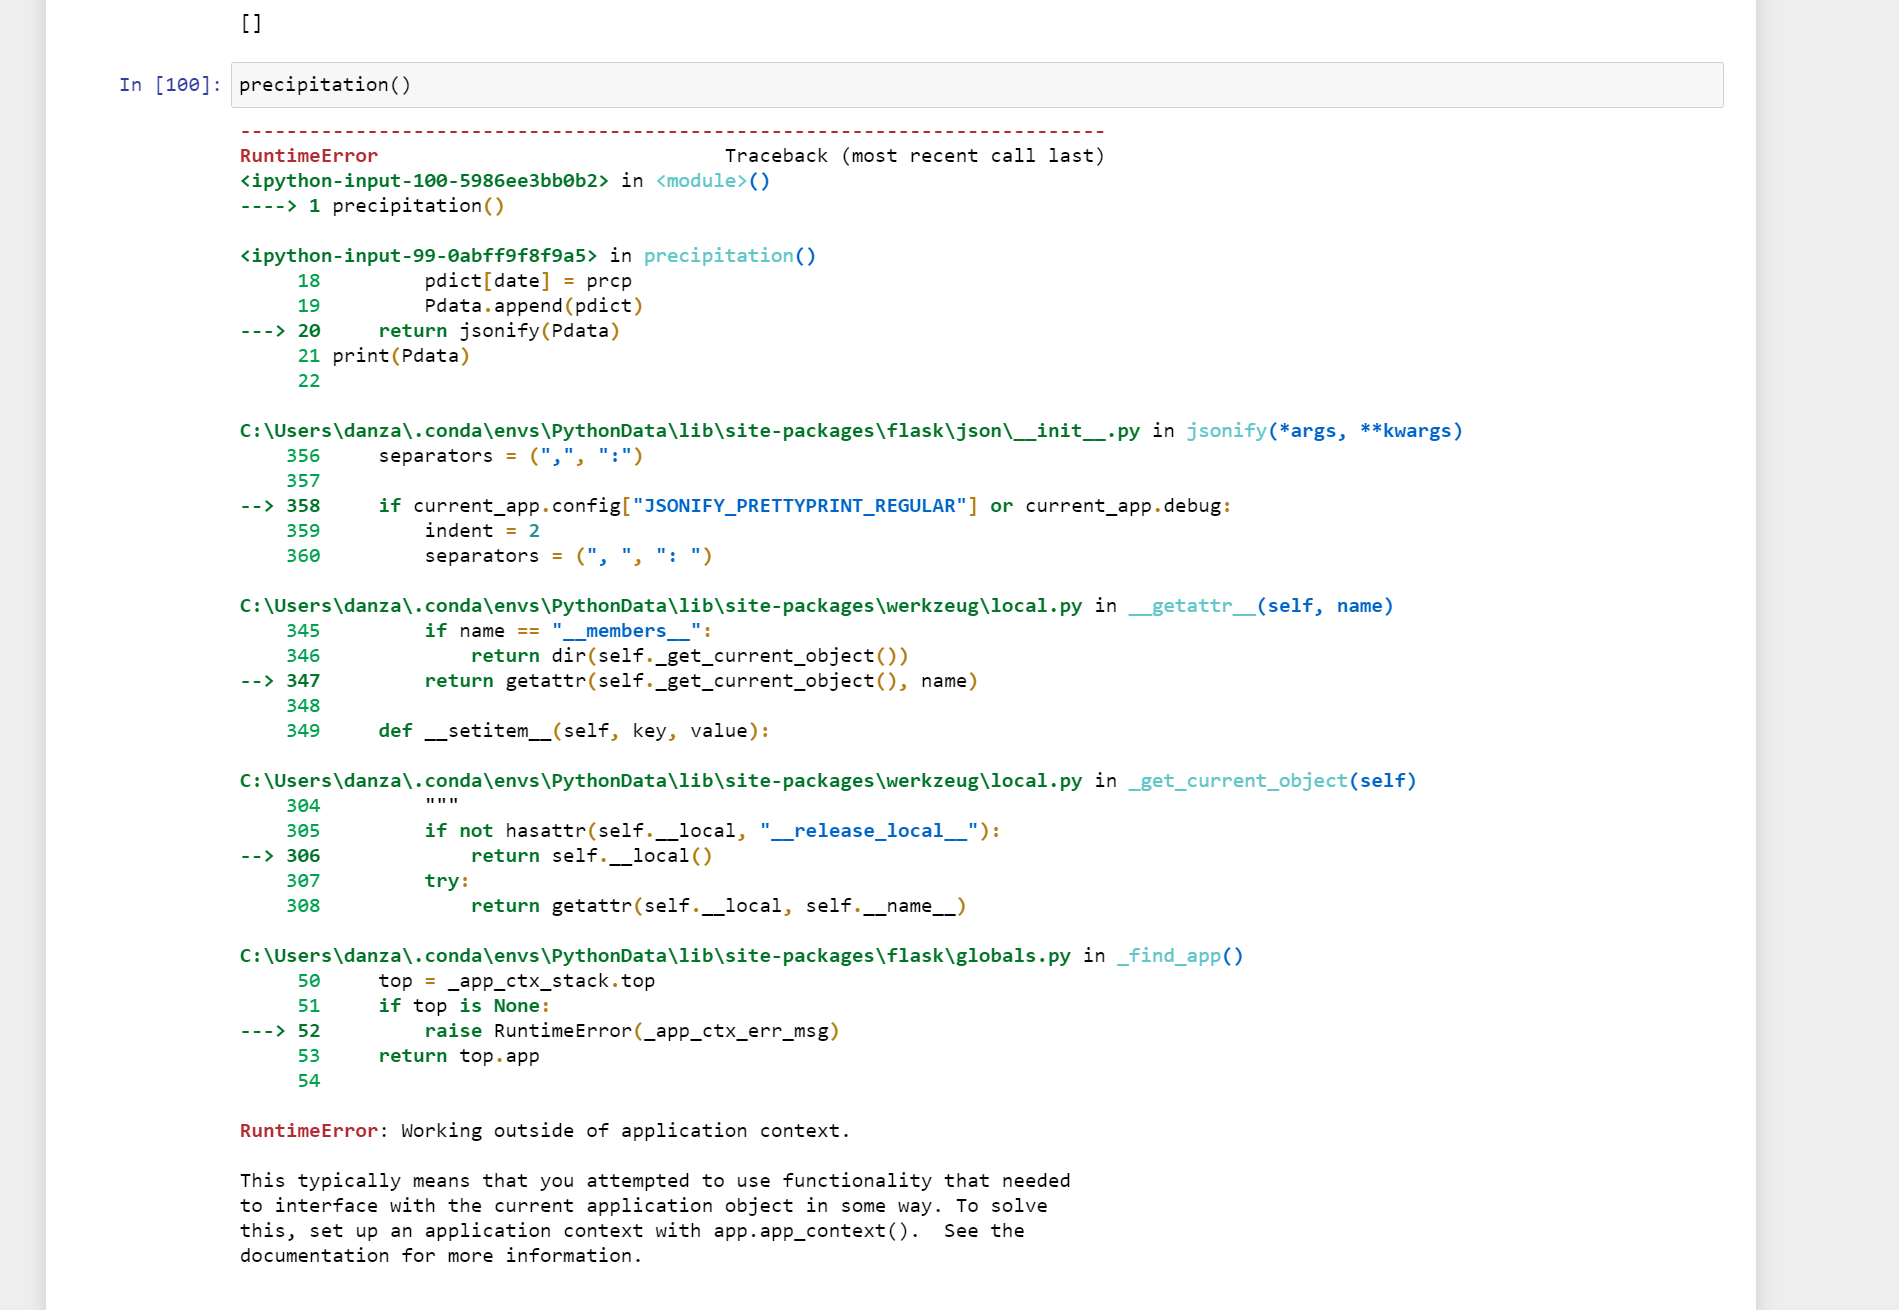 []
In [100]: precipitation()
---------------------------------------------------------------------------
RuntimeError                              Traceback (most recent call last)
<ipython-input-100-5986ee3bb0b2> in <module>()
----> 1 precipitation()
<ipython-input-99-0abff9f8f9a5> in precipitation()
     18         pdict[date] = prcp
     19         Pdata.append(pdict)
---> 20     return jsonify(Pdata)
     21 print(Pdata)
     22
C:\Users\danza\.conda\envs\PythonData\lib\site-packages\flask\json\__init__.py in jsonify(*args, **kwargs)
    356     separators = (",", ":")
    357
--> 358     if current_app.config["JSONIFY_PRETTYPRINT_REGULAR"] or current_app.debug:
    359         indent = 2
    360         separators = (", ", ": ")
C:\Users\danza\.conda\envs\PythonData\lib\site-packages\werkzeug\local.py in __getattr__(self, name)
    345         if name == "__members__":
    346             return dir(self._get_current_object())
--> 347         return getattr(self._get_current_object(), name)
    348
    349     def __setitem__(self, key, value):
C:\Users\danza\.conda\envs\PythonData\lib\site-packages\werkzeug\local.py in _get_current_object(self)
    304         """
    305         if not hasattr(self.__local, "__release_local__"):
--> 306             return self.__local()
    307         try:
    308             return getattr(self.__local, self.__name__)
C:\Users\danza\.conda\envs\PythonData\lib\site-packages\flask\globals.py in _find_app()
     50     top = _app_ctx_stack.top
     51     if top is None:
---> 52         raise RuntimeError(_app_ctx_err_msg)
     53     return top.app
     54
RuntimeError: Working outside of application context.
This typically means that you attempted to use functionality that needed
to interface with the current application object in some way. To solve
this, set up an application context with app.app_context().  See the
documentation for more information.